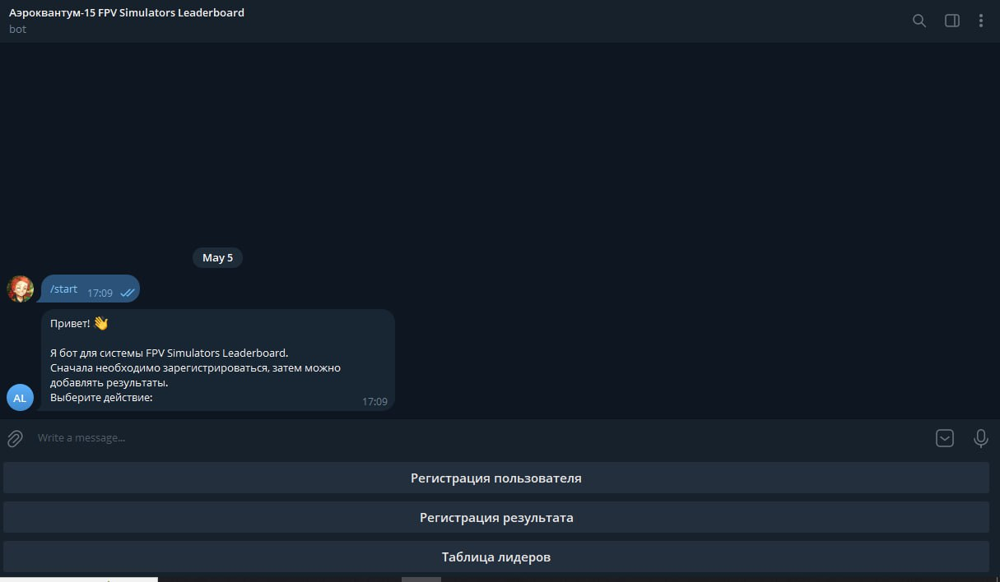 Аэроквантум-15 FPV Simulators Leaderboard
bot
May 5
/start 17:09
Привет! 👋
Я бот для системы FPV Simulators Leaderboard.
Сначала необходимо зарегистрироваться, затем можно
добавлять результаты.
Выберите действие:
17:09
AL
Write a message...
Регистрация пользователя
Регистрация результата
Таблица лидеров